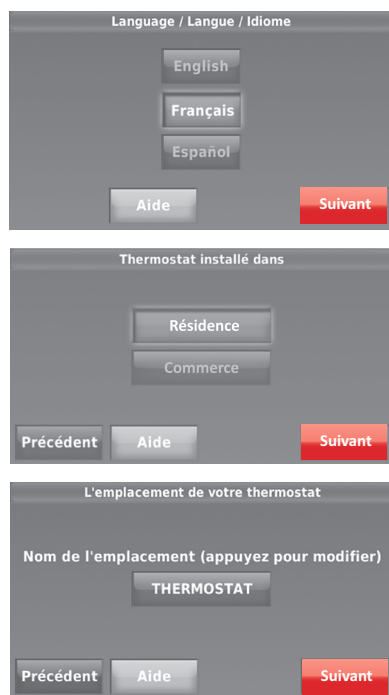 Language / Langue / Idiome
English
Français
Español
Aide Suivant
Thermostat installé dans
Résidence
Commerce
Précédent Aide Suivant
L'emplacement de votre thermostat
Nom de l'emplacement (appuyez pour modifier)
THERMOSTAT
Précédent Aide Suivant